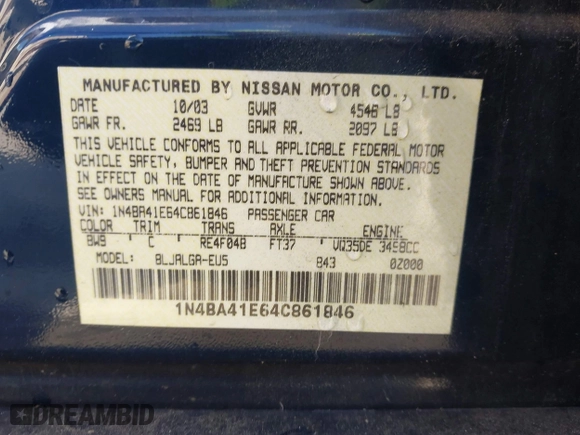 MANUFACTURED BY NISSAN MOTOR CO., LTD.
DATE 10/03 GVWR 4548 LB
GAWR FR. 2469 LB GAWR RR. 2097 LB
THIS VEHICLE CONFORMS TO ALL APPLICABLE FEDERAL MOTOR
VEHICLE SAFETY, BUMPER AND THEFT PREVENTION STANDARDS
IN EFFECT ON THE DATE OF MANUFACTURE SHOWN ABOVE.
SEE OWNERS MANUAL FOR ADDITIONAL INFORMATION.
VIN: 1N4BA41E64C861846 PASSENGER CAR
COLOR TRIM TRANS AXLE ENGINE
BW9 C RE4F04B FT37 VQ35DE 3498CC
MODEL: BLJALGA-EU5 843 0Z000
1N4BA41E64C861846
DREAMBID